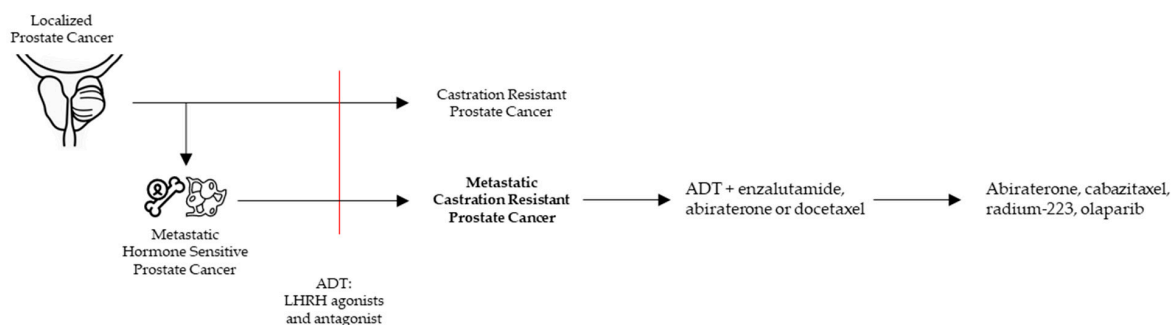 Localized
Prostate Cancer
Castration Resistant
Prostate Cancer
Metastatic
Hormone Sensitive
Prostate Cancer
ADT:
LHRH agonists
and antagonist
Metastatic
Castration Resistant
Prostate Cancer
ADT + enzalutamide,
abiraterone or docetaxel
Abiraterone, cabazitaxel,
radium-223, olaparib